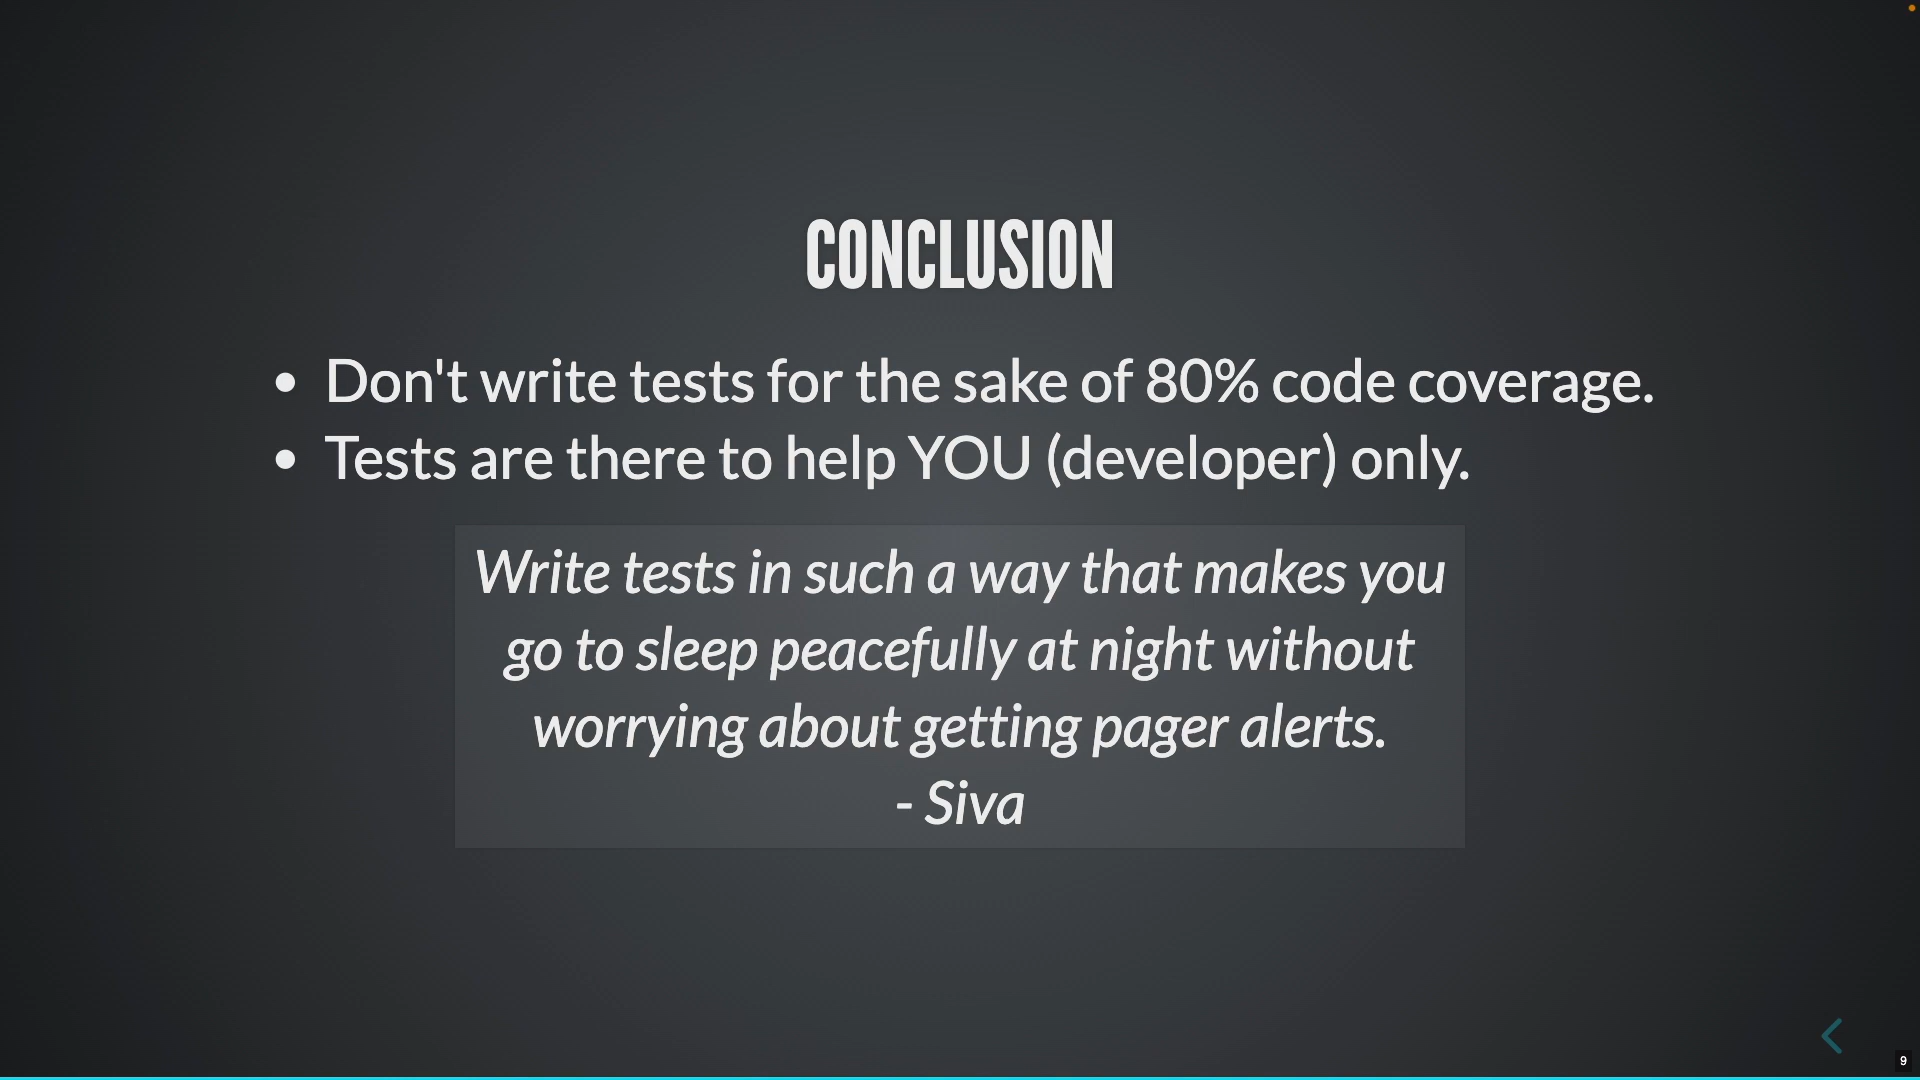 CONCLUSION
• Don't write tests for the sake of 80% code coverage.
• Tests are there to help YOU (developer) only.
Write tests in such a way that makes you
go to sleep peacefully at night without
worrying about getting pager alerts.
- Siva
9